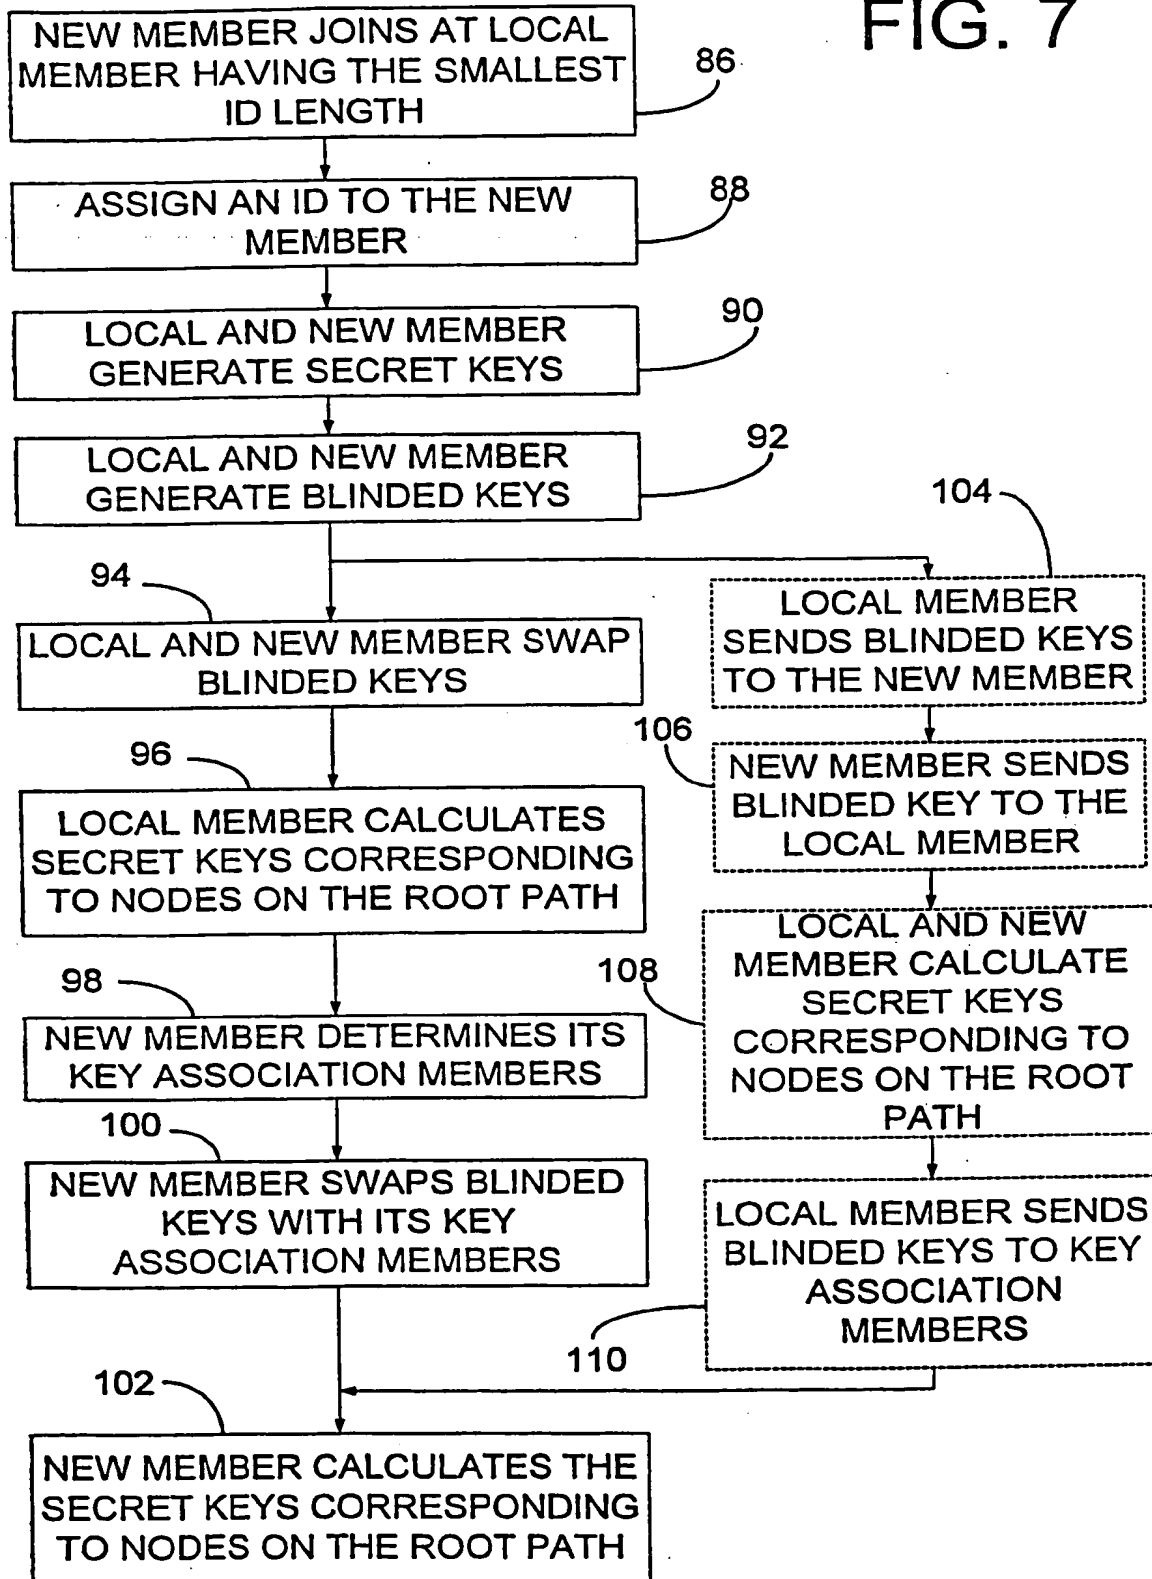 FIG. 7
NEW MEMBER JOINS AT LOCAL
MEMBER HAVING THE SMALLEST
ID LENGTH
86
ASSIGN AN ID TO THE NEW
MEMBER
88
LOCAL AND NEW MEMBER
GENERATE SECRET KEYS
90
LOCAL AND NEW MEMBER
GENERATE BLINDED KEYS
92
94
LOCAL AND NEW MEMBER SWAP
BLINDED KEYS
96
LOCAL MEMBER CALCULATES
SECRET KEYS CORRESPONDING
TO NODES ON THE ROOT PATH
98
NEW MEMBER DETERMINES ITS
KEY ASSOCIATION MEMBERS
100
NEW MEMBER SWAPS BLINDED
KEYS WITH ITS KEY
ASSOCIATION MEMBERS
104
LOCAL MEMBER
SENDS BLINDED KEYS
TO THE NEW MEMBER
106
NEW MEMBER SENDS
BLINDED KEY TO THE
LOCAL MEMBER
108
LOCAL AND NEW
MEMBER CALCULATE
SECRET KEYS
CORRESPONDING TO
NODES ON THE ROOT
PATH
LOCAL MEMBER SENDS
BLINDED KEYS TO KEY
ASSOCIATION
MEMBERS
110
102
NEW MEMBER CALCULATES THE
SECRET KEYS CORRESPONDING
TO NODES ON THE ROOT PATH